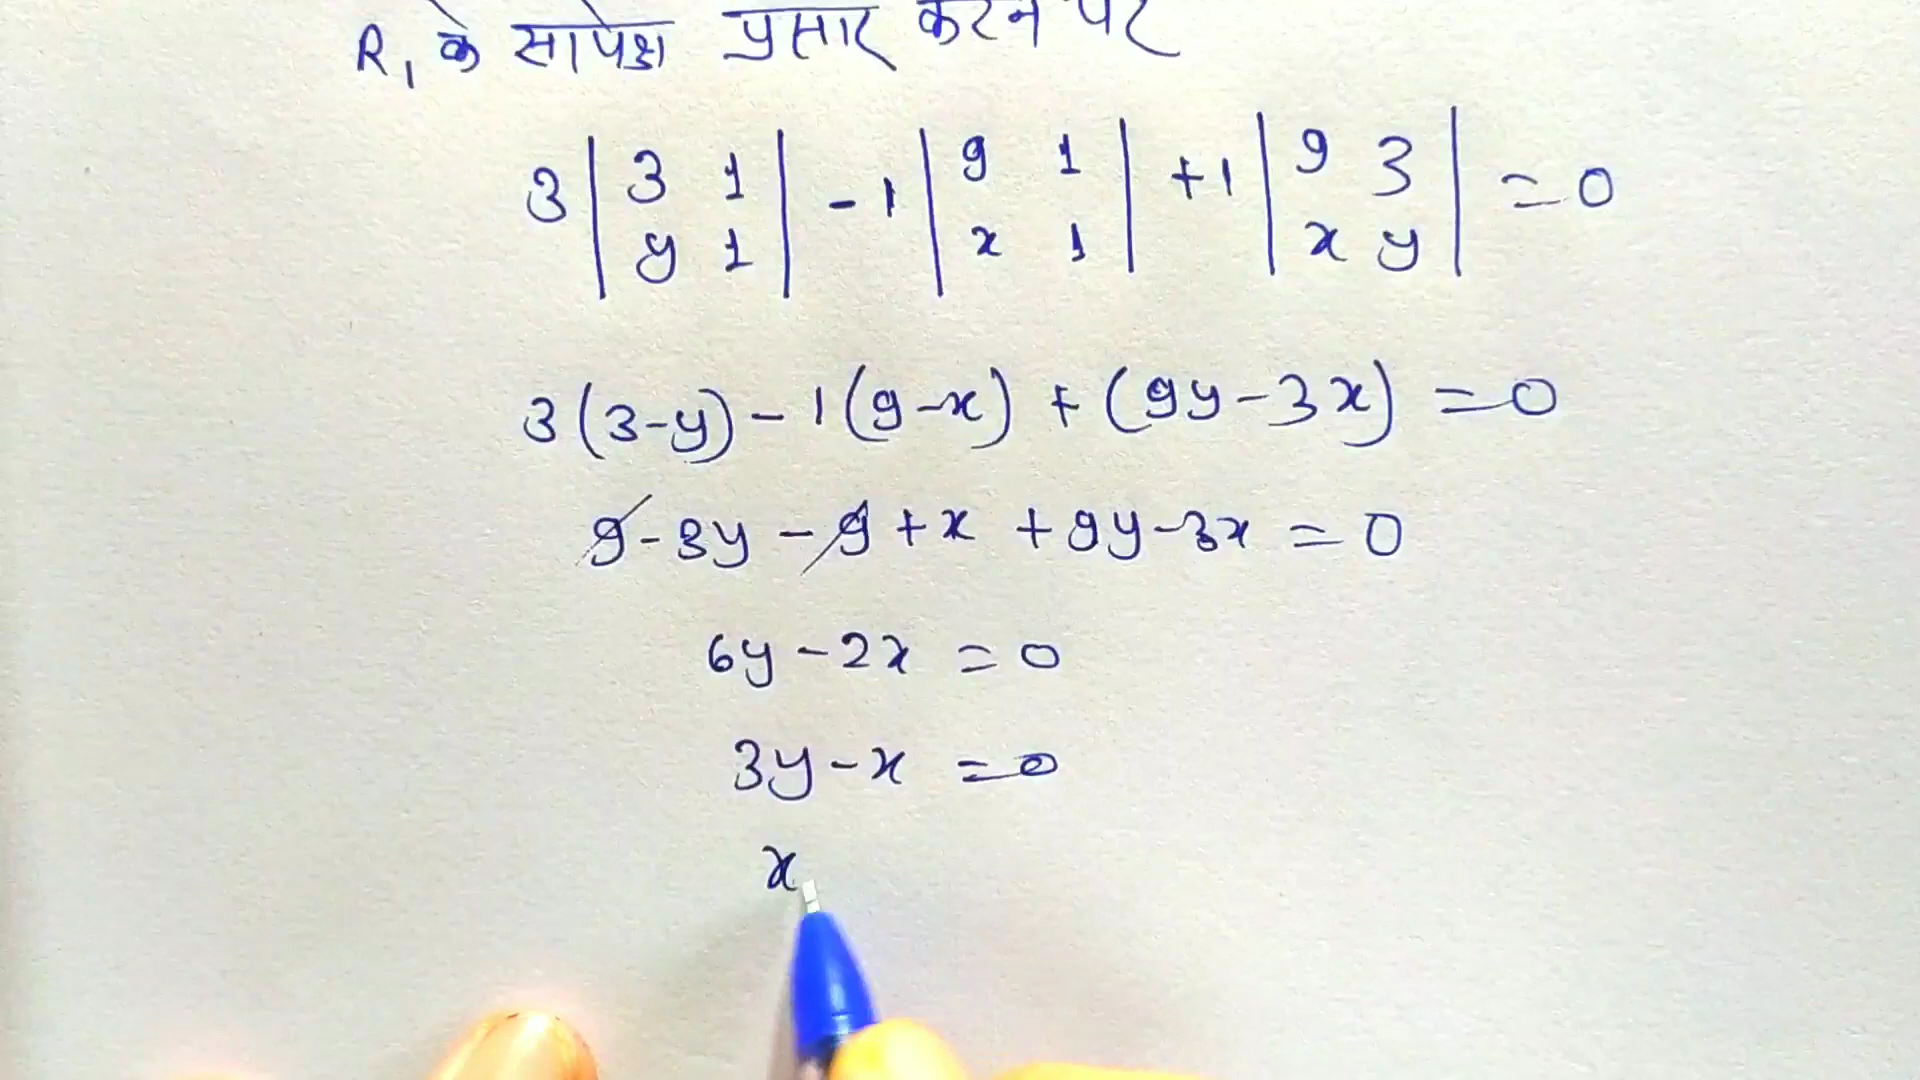 R₁ के सापेक्ष प्रसार करने पर
3 | 3 1 | - 1 | 9 1 | + 1 | 9 3 | = 0
| y 1 | | x 1 | | x y |
3(3-y) - 1(9-x) + (9y-3x) = 0
9 - 3y - 9 + x + 9y - 3x = 0
6y - 2x = 0
3y - x = 0
x